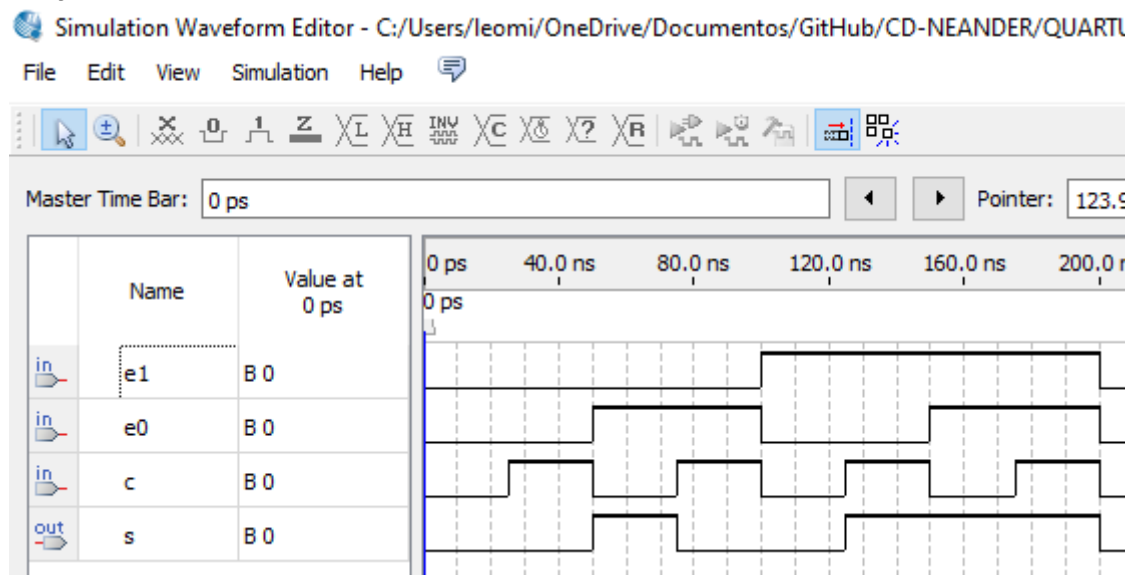 Simulation Waveform Editor - C:/Users/leomi/OneDrive/Documentos/GitHub/CD-NEANDER/QUARTU
File Edit View Simulation Help
X 0 1 Z L H INV C ? R
Master Time Bar: 0 ps Pointer: 123.9
Name Value at 0 ps 0 ps 40.0 ns 80.0 ns 120.0 ns 160.0 ns 200.0 n
0 ps
in e1 B 0
in e0 B 0
in c B 0
out s B 0